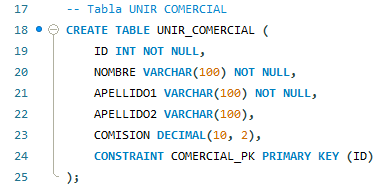 17 -- Tabla UNIR COMERCIAL
18 CREATE TABLE UNIR_COMERCIAL (
19 ID INT NOT NULL,
20 NOMBRE VARCHAR(100) NOT NULL,
21 APELLIDO1 VARCHAR(100) NOT NULL,
22 APELLIDO2 VARCHAR(100),
23 COMISION DECIMAL(10, 2),
24 CONSTRAINT COMERCIAL_PK PRIMARY KEY (ID)
25 );